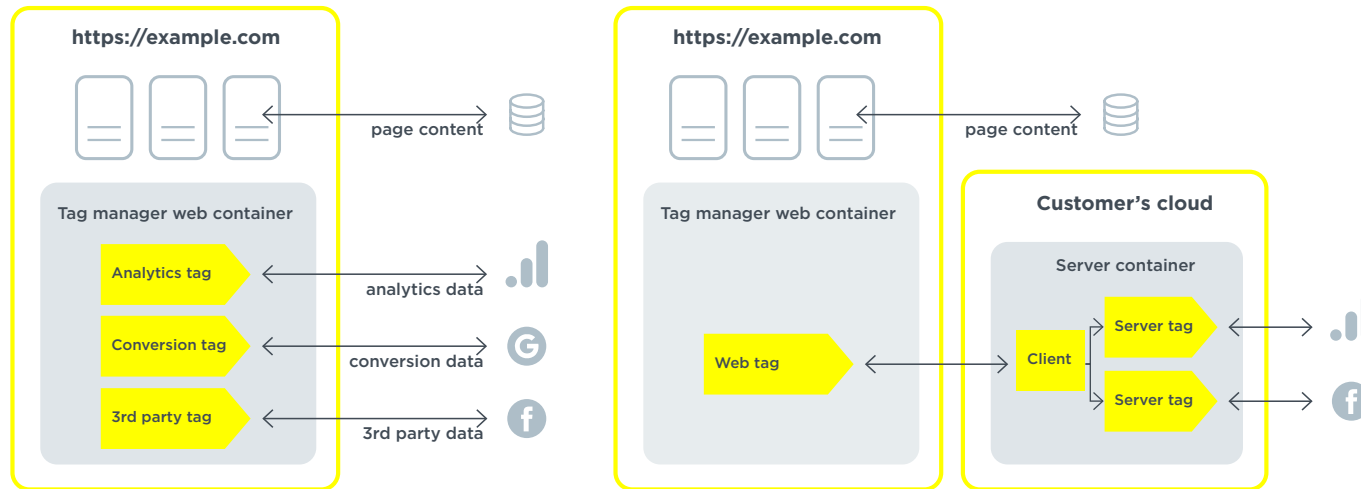 https://example.com
page content
Tag manager web container
Analytics tag
analytics data
Conversion tag
conversion data
3rd party tag
3rd party data
https://example.com
page content
Tag manager web container
Web tag
Customer's cloud
Server container
Client
Server tag
Server tag